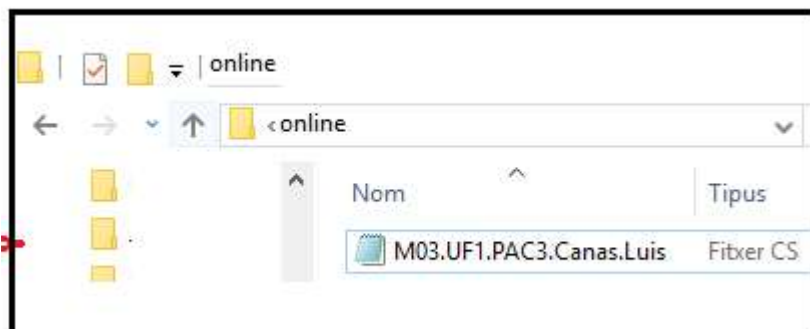 online
‹ online
Nom Tipus
M03.UF1.PAC3.Canas.Luis Fitxer CS